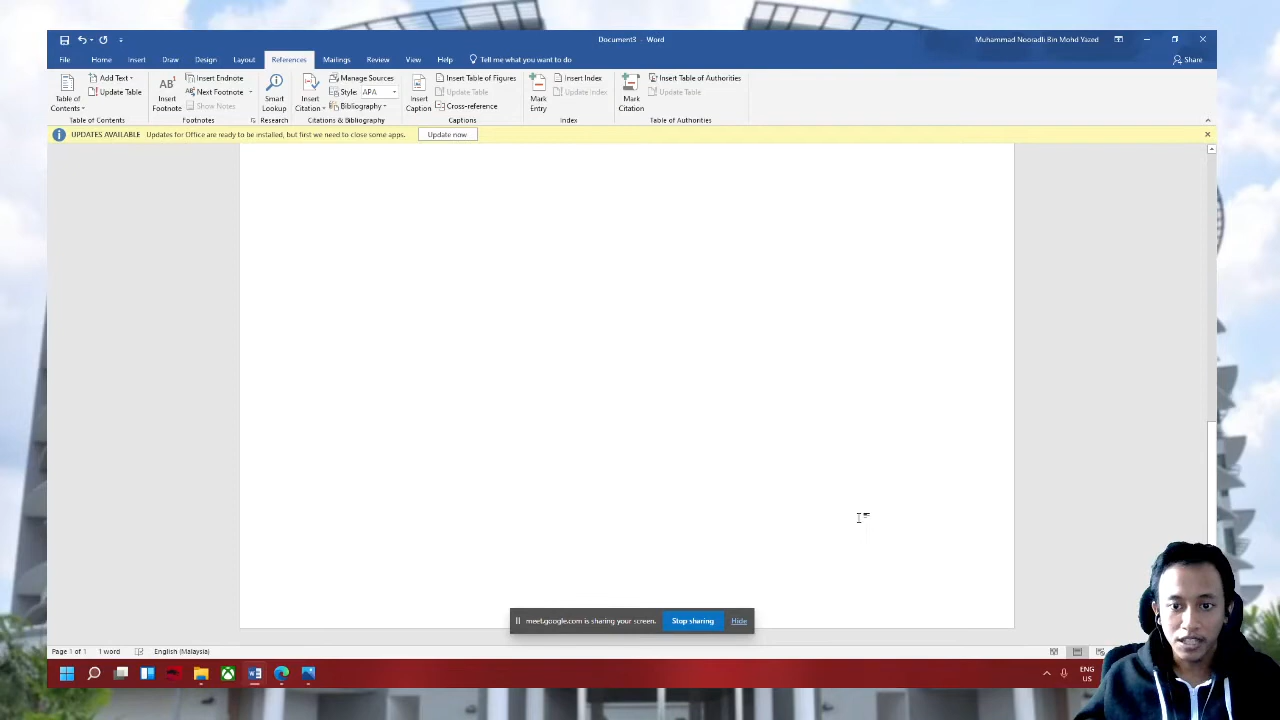 Document3 - Word
Muhammad Nooradli Bin Mohd Yazed
File Home Insert Draw Design Layout References Mailings Review View Help Tell me what you want to do
Share
Table of Contents
Add Text
Update Table
Table of Contents
AB1
Insert Footnote
Insert Endnote
Next Footnote
Show Notes
Footnotes
Smart Lookup
Research
Insert Citation
Manage Sources
Style: APA
Bibliography
Citations & Bibliography
Insert Caption
Insert Table of Figures
Update Table
Cross-reference
Captions
Mark Entry
Insert Index
Update Index
Index
Mark Citation
Insert Table of Authorities
Update Table
Table of Authorities
UPDATES AVAILABLE Updates for Office are ready to be installed, but first we need to close some apps. Update now
meet.google.com is sharing your screen. Stop sharing Hide
Page 1 of 1 1 word English (Malaysia)
ENG
US